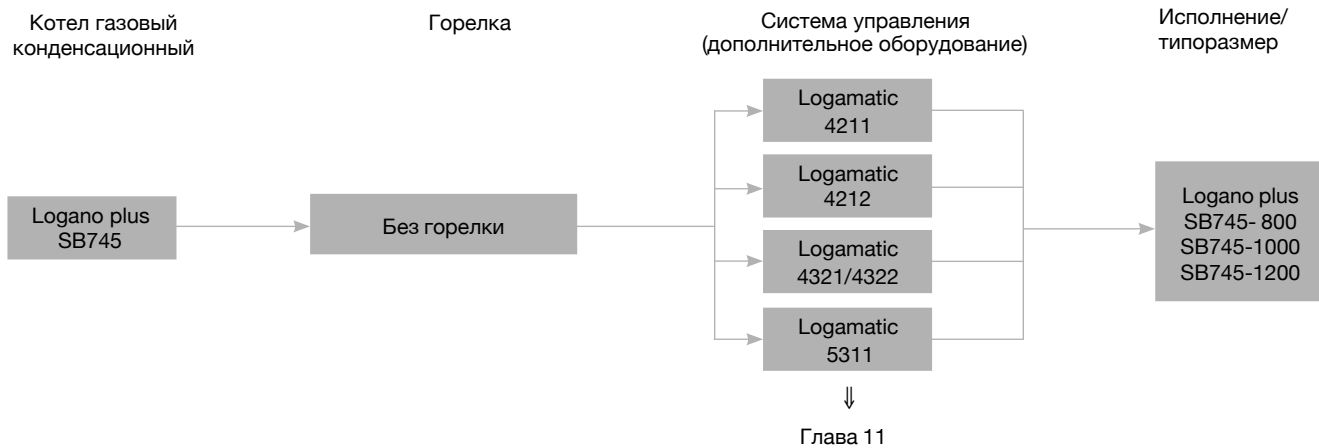 Котел газовый
конденсационный
Горелка
Система управления
(дополнительное оборудование)
Исполнение/
типоразмер
Logano plus
SB745
Без горелки
Logamatic
4211
Logamatic
4212
Logamatic
4321/4322
Logamatic
5311
⇓
Глава 11
Logano plus
SB745- 800
SB745-1000
SB745-1200